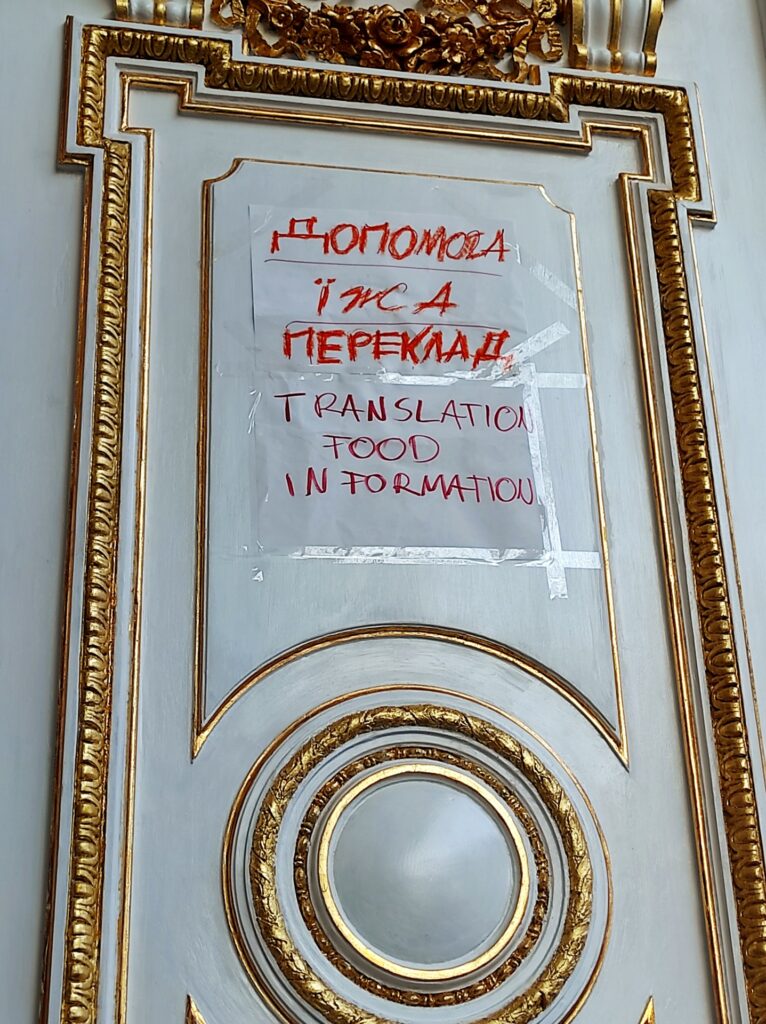 ДОПОМОГА
ЇЖА
ПЕРЕКЛАД
TRANSLATION
FOOD
INFORMATION